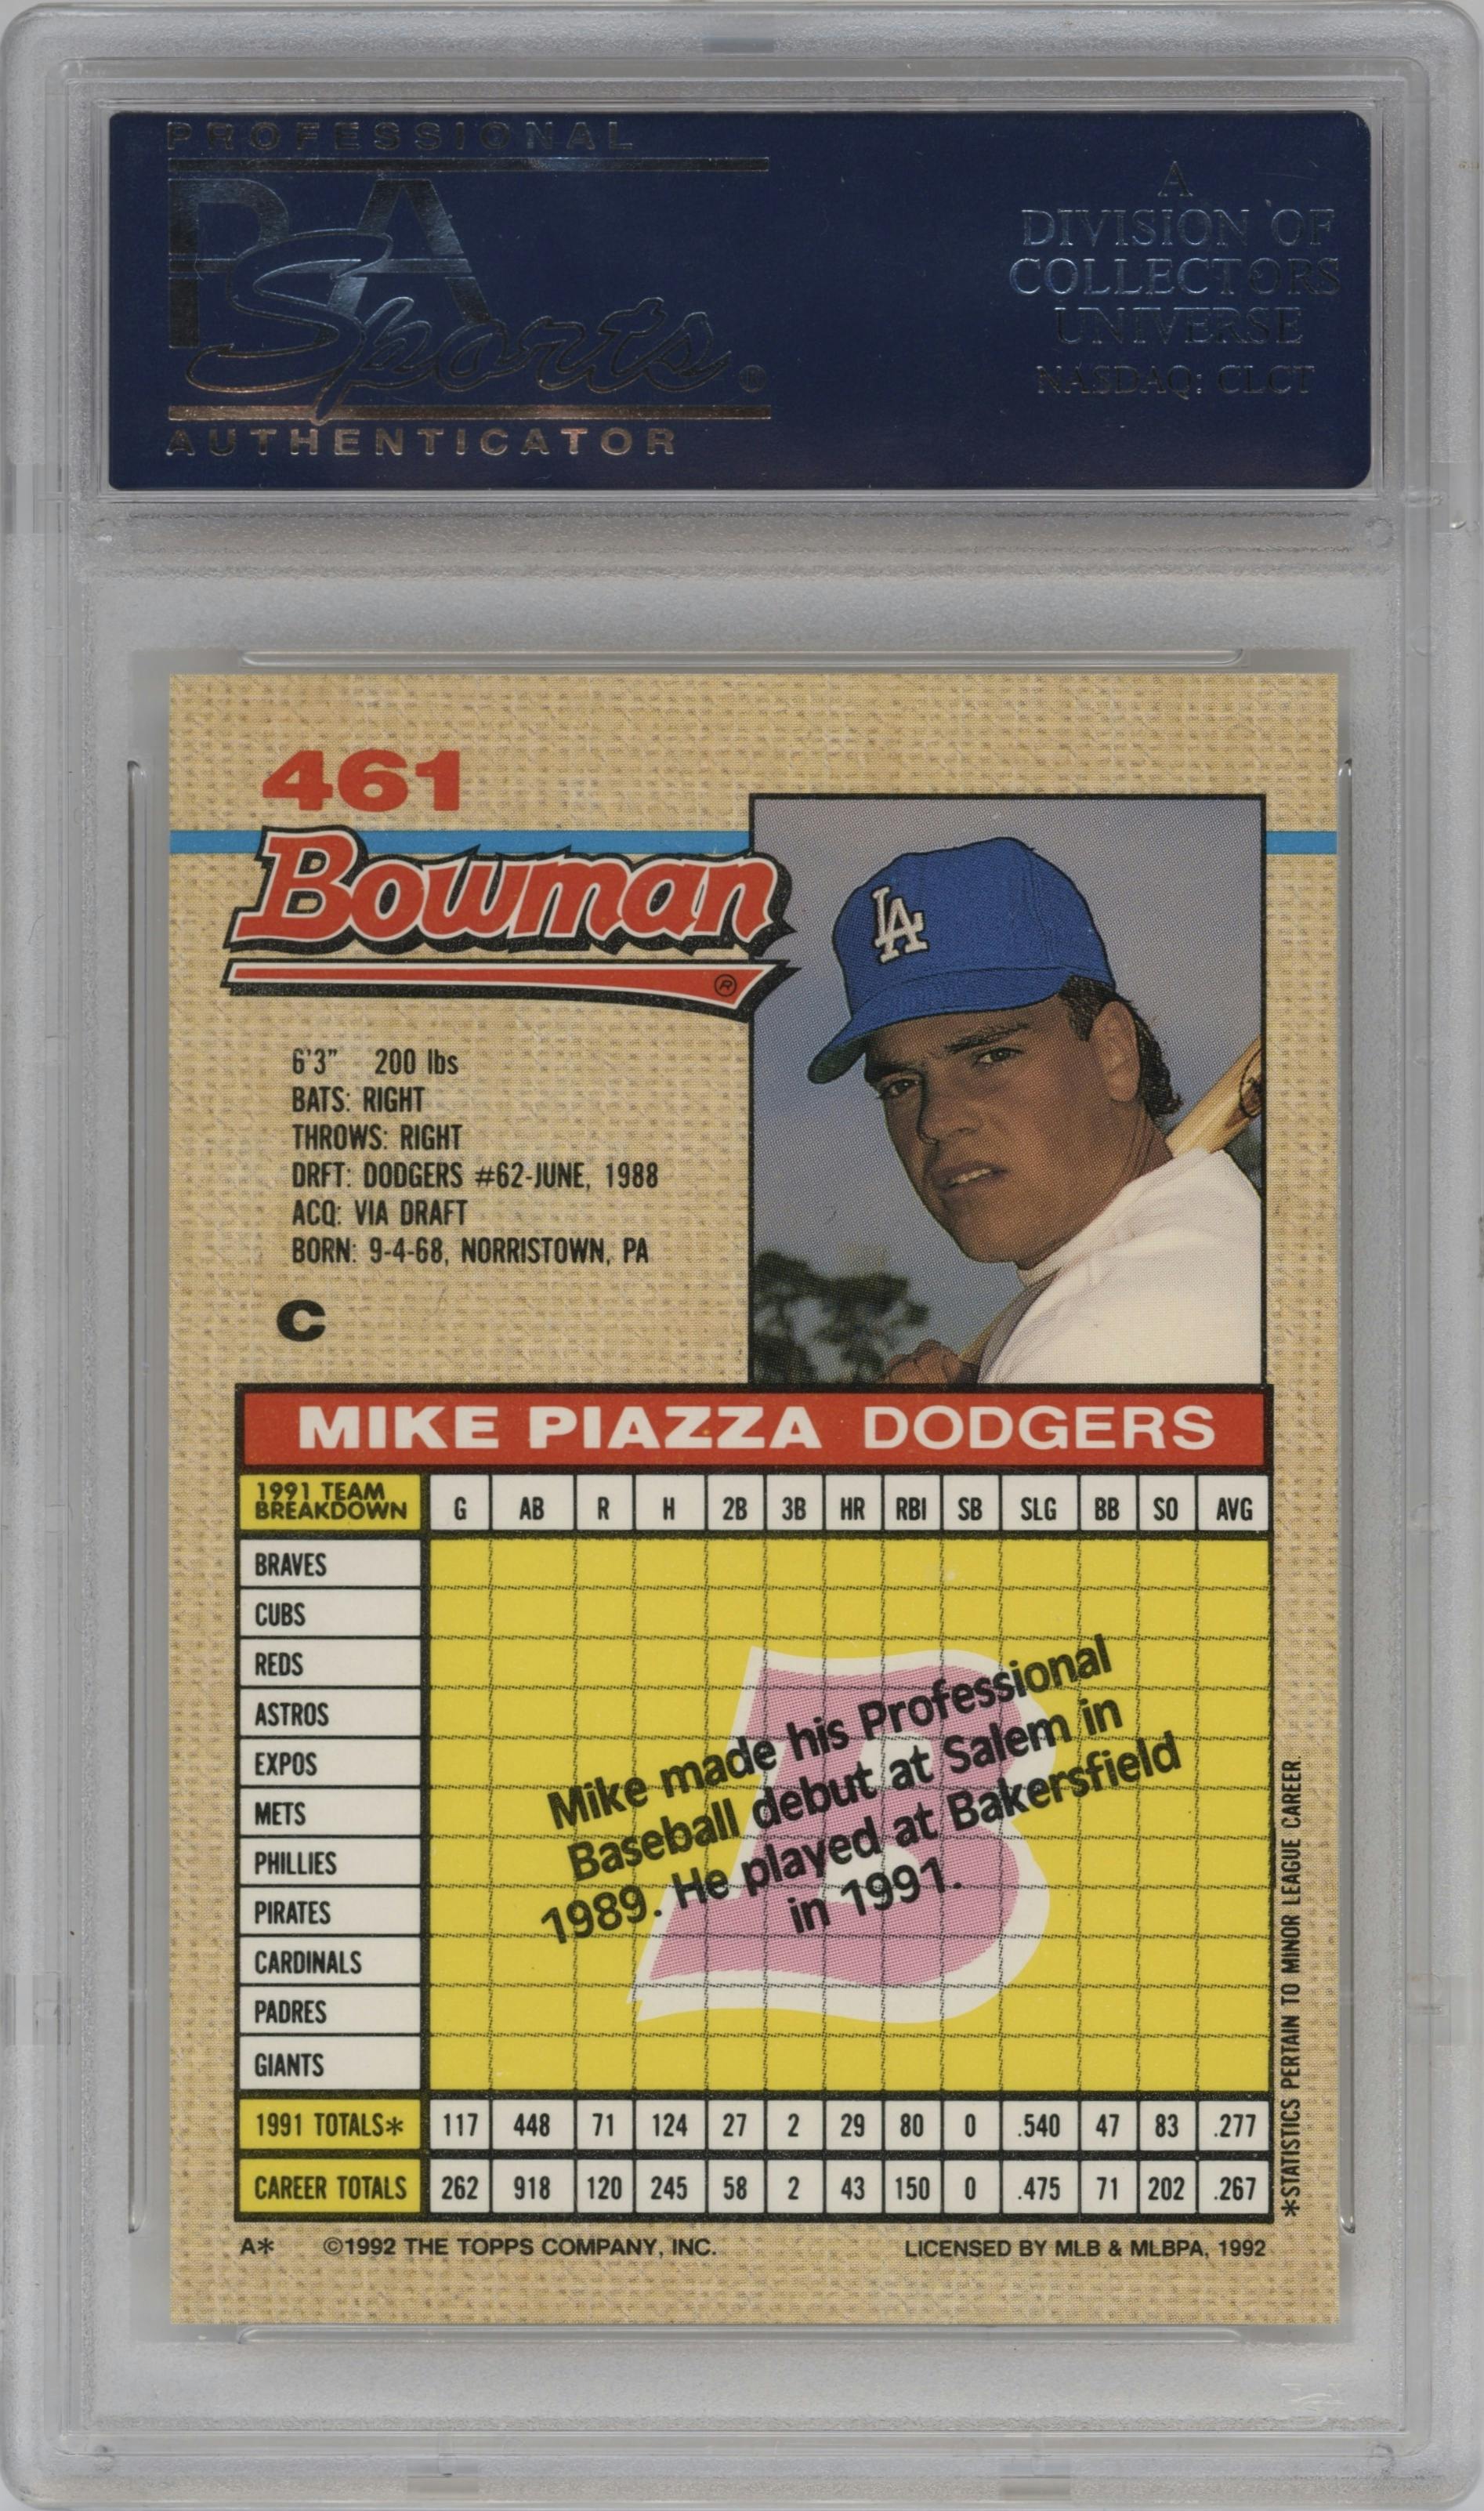 PROFESSIONAL
PSA
Sports®
AUTHENTICATOR
A
DIVISION OF
COLLECTORS
UNIVERSE
NASDAQ: CLCT
461
Bowman
®
LA
6'3" 200 lbs
BATS: RIGHT
THROWS: RIGHT
DRFT: DODGERS #62-JUNE, 1988
ACQ: VIA DRAFT
BORN: 9-4-68, NORRISTOWN, PA
C
MIKE PIAZZA DODGERS
1991 TEAM
BREAKDOWN G AB R H 2B 3B HR RBI SB SLG BB SO AVG
BRAVES
CUBS
REDS
ASTROS
EXPOS
METS
PHILLIES
PIRATES
CARDINALS
PADRES
GIANTS
B
Mike made his Professional
Baseball debut at Salem in
1989. He played at Bakersfield
in 1991.
1991 TOTALS* 117 448 71 124 27 2 29 80 0 .540 47 83 .277
CAREER TOTALS 262 918 120 245 58 2 43 150 0 .475 71 202 .267
*STATISTICS PERTAIN TO MINOR LEAGUE CAREER.
A* ©1992 THE TOPPS COMPANY, INC. LICENSED BY MLB & MLBPA, 1992